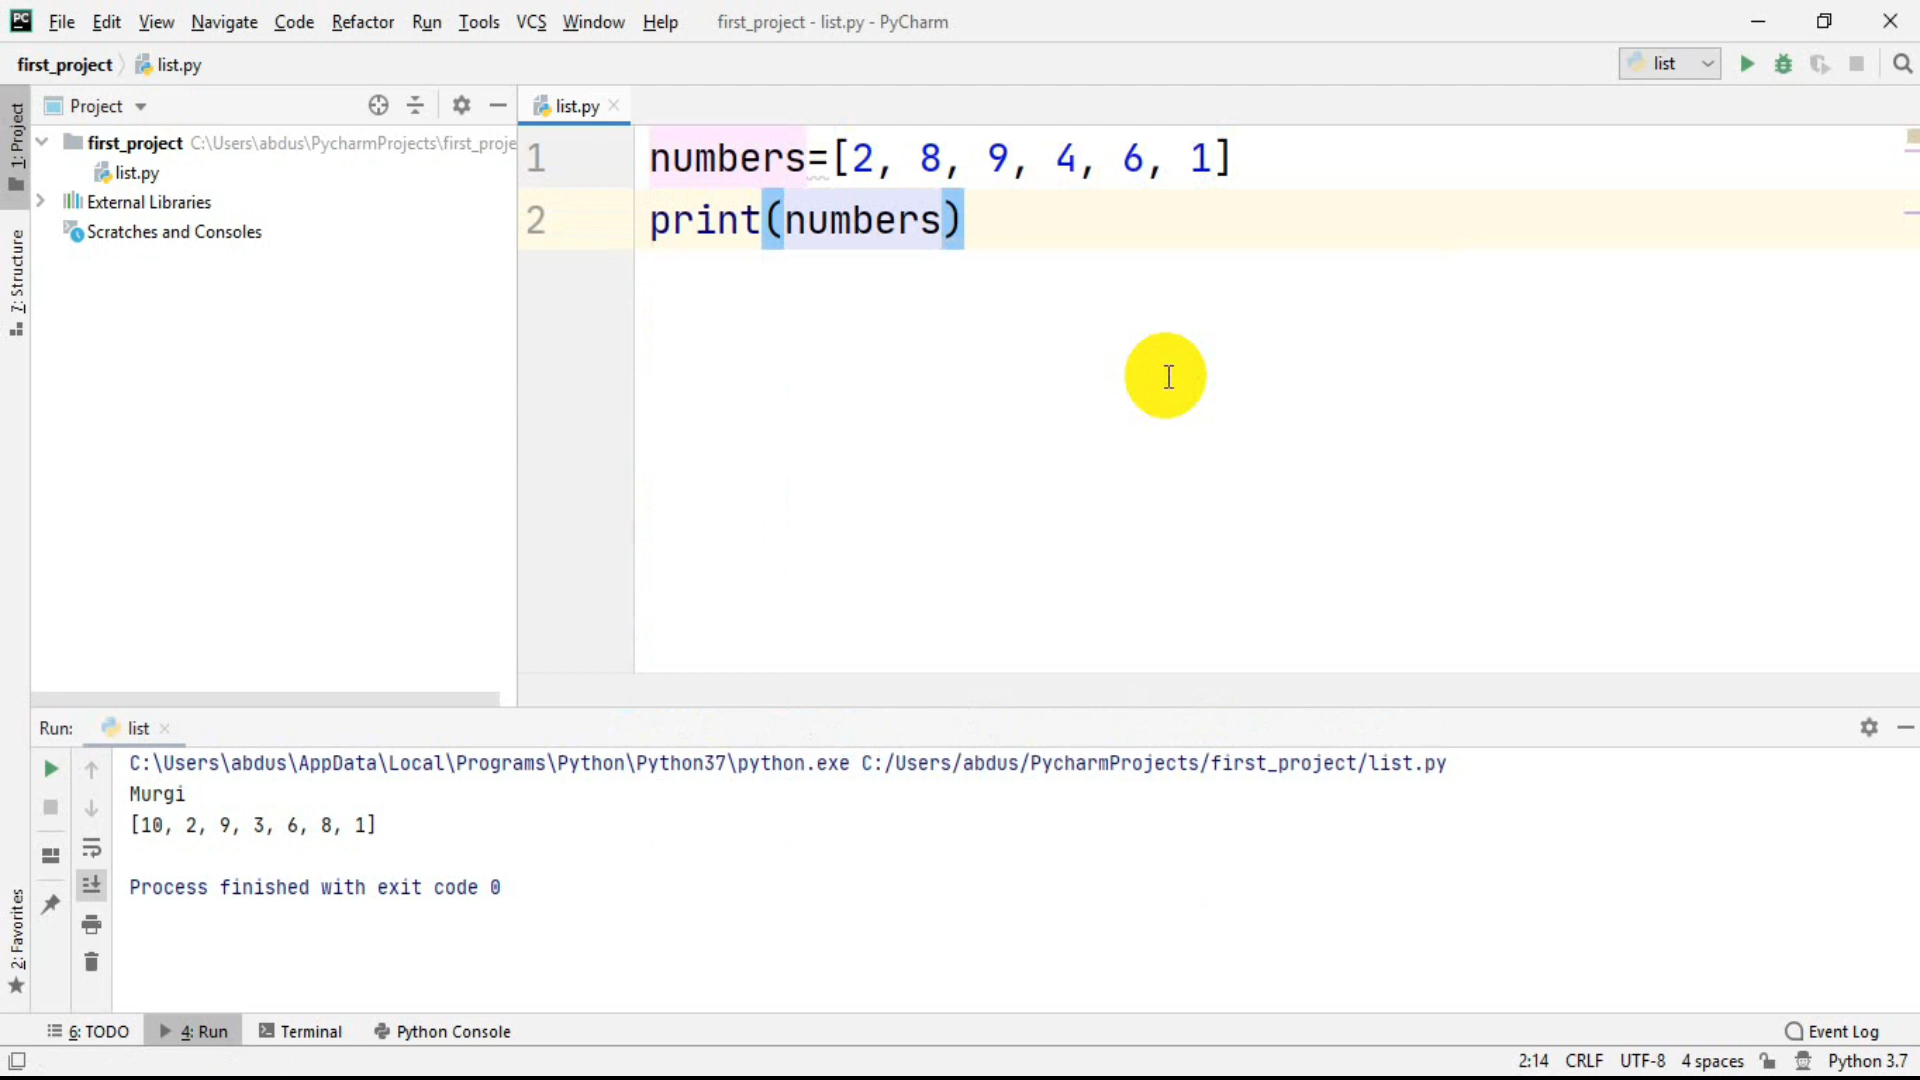 PC File Edit View Navigate Code Refactor Run Tools VCS Window Help first_project - list.py - PyCharm
first_project list.py list
1: Project
Project
list.py
first_project C:\Users\abdus\PycharmProjects\first_proje
list.py
External Libraries
Scratches and Consoles
7: Structure
1 numbers=[2, 8, 9, 4, 6, 1]
2 print(numbers)
Run: list
C:\Users\abdus\AppData\Local\Programs\Python\Python37\python.exe C:/Users/abdus/PycharmProjects/first_project/list.py
Murgi
[10, 2, 9, 3, 6, 8, 1]
Process finished with exit code 0
2: Favorites
6: TODO 4: Run Terminal Python Console Event Log
2:14 CRLF UTF-8 4 spaces Python 3.7